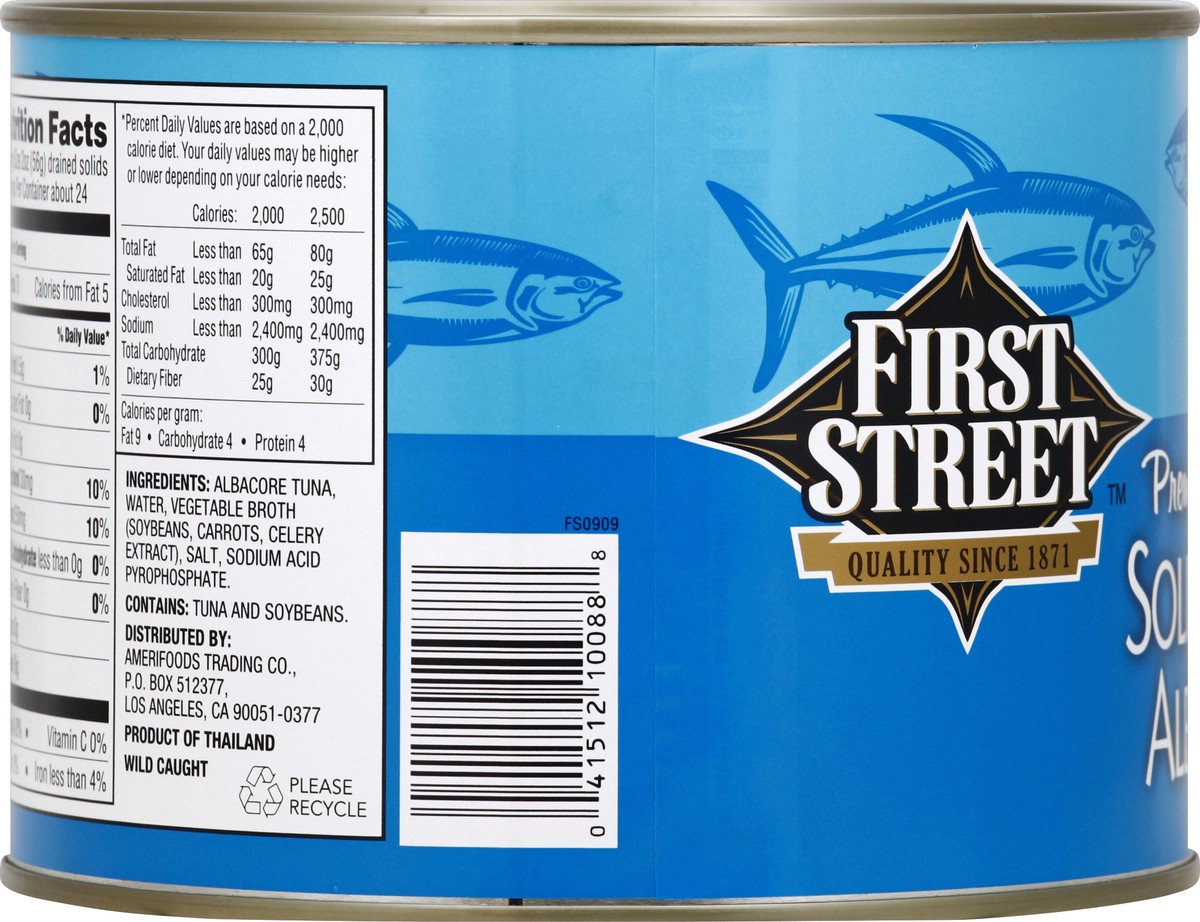 Facts
(56g) drained solids
Container about 24
Calories from Fat 5
% Daily Value*
1%
0%
10%
10%
less than 0g 0%
0%
Vitamin C 0%
• Iron less than 4%
*Percent Daily Values are based on a 2,000
calorie diet. Your daily values may be higher
or lower depending on your calorie needs:
Calories: 2,000 2,500
Total Fat Less than 65g 80g
Saturated Fat Less than 20g 25g
Cholesterol Less than 300mg 300mg
Sodium Less than 2,400mg 2,400mg
Total Carbohydrate 300g 375g
Dietary Fiber 25g 30g
Calories per gram:
Fat 9 • Carbohydrate 4 • Protein 4
INGREDIENTS: ALBACORE TUNA,
WATER, VEGETABLE BROTH
(SOYBEANS, CARROTS, CELERY
EXTRACT), SALT, SODIUM ACID
PYROPHOSPHATE.
CONTAINS: TUNA AND SOYBEANS.
DISTRIBUTED BY:
AMERIFOODS TRADING CO.,
P.O. BOX 512377,
LOS ANGELES, CA 90051-0377
PRODUCT OF THAILAND
WILD CAUGHT
PLEASE
RECYCLE
FS0909
0 41512 10088 8
FIRST
STREET
TM
QUALITY SINCE 1871